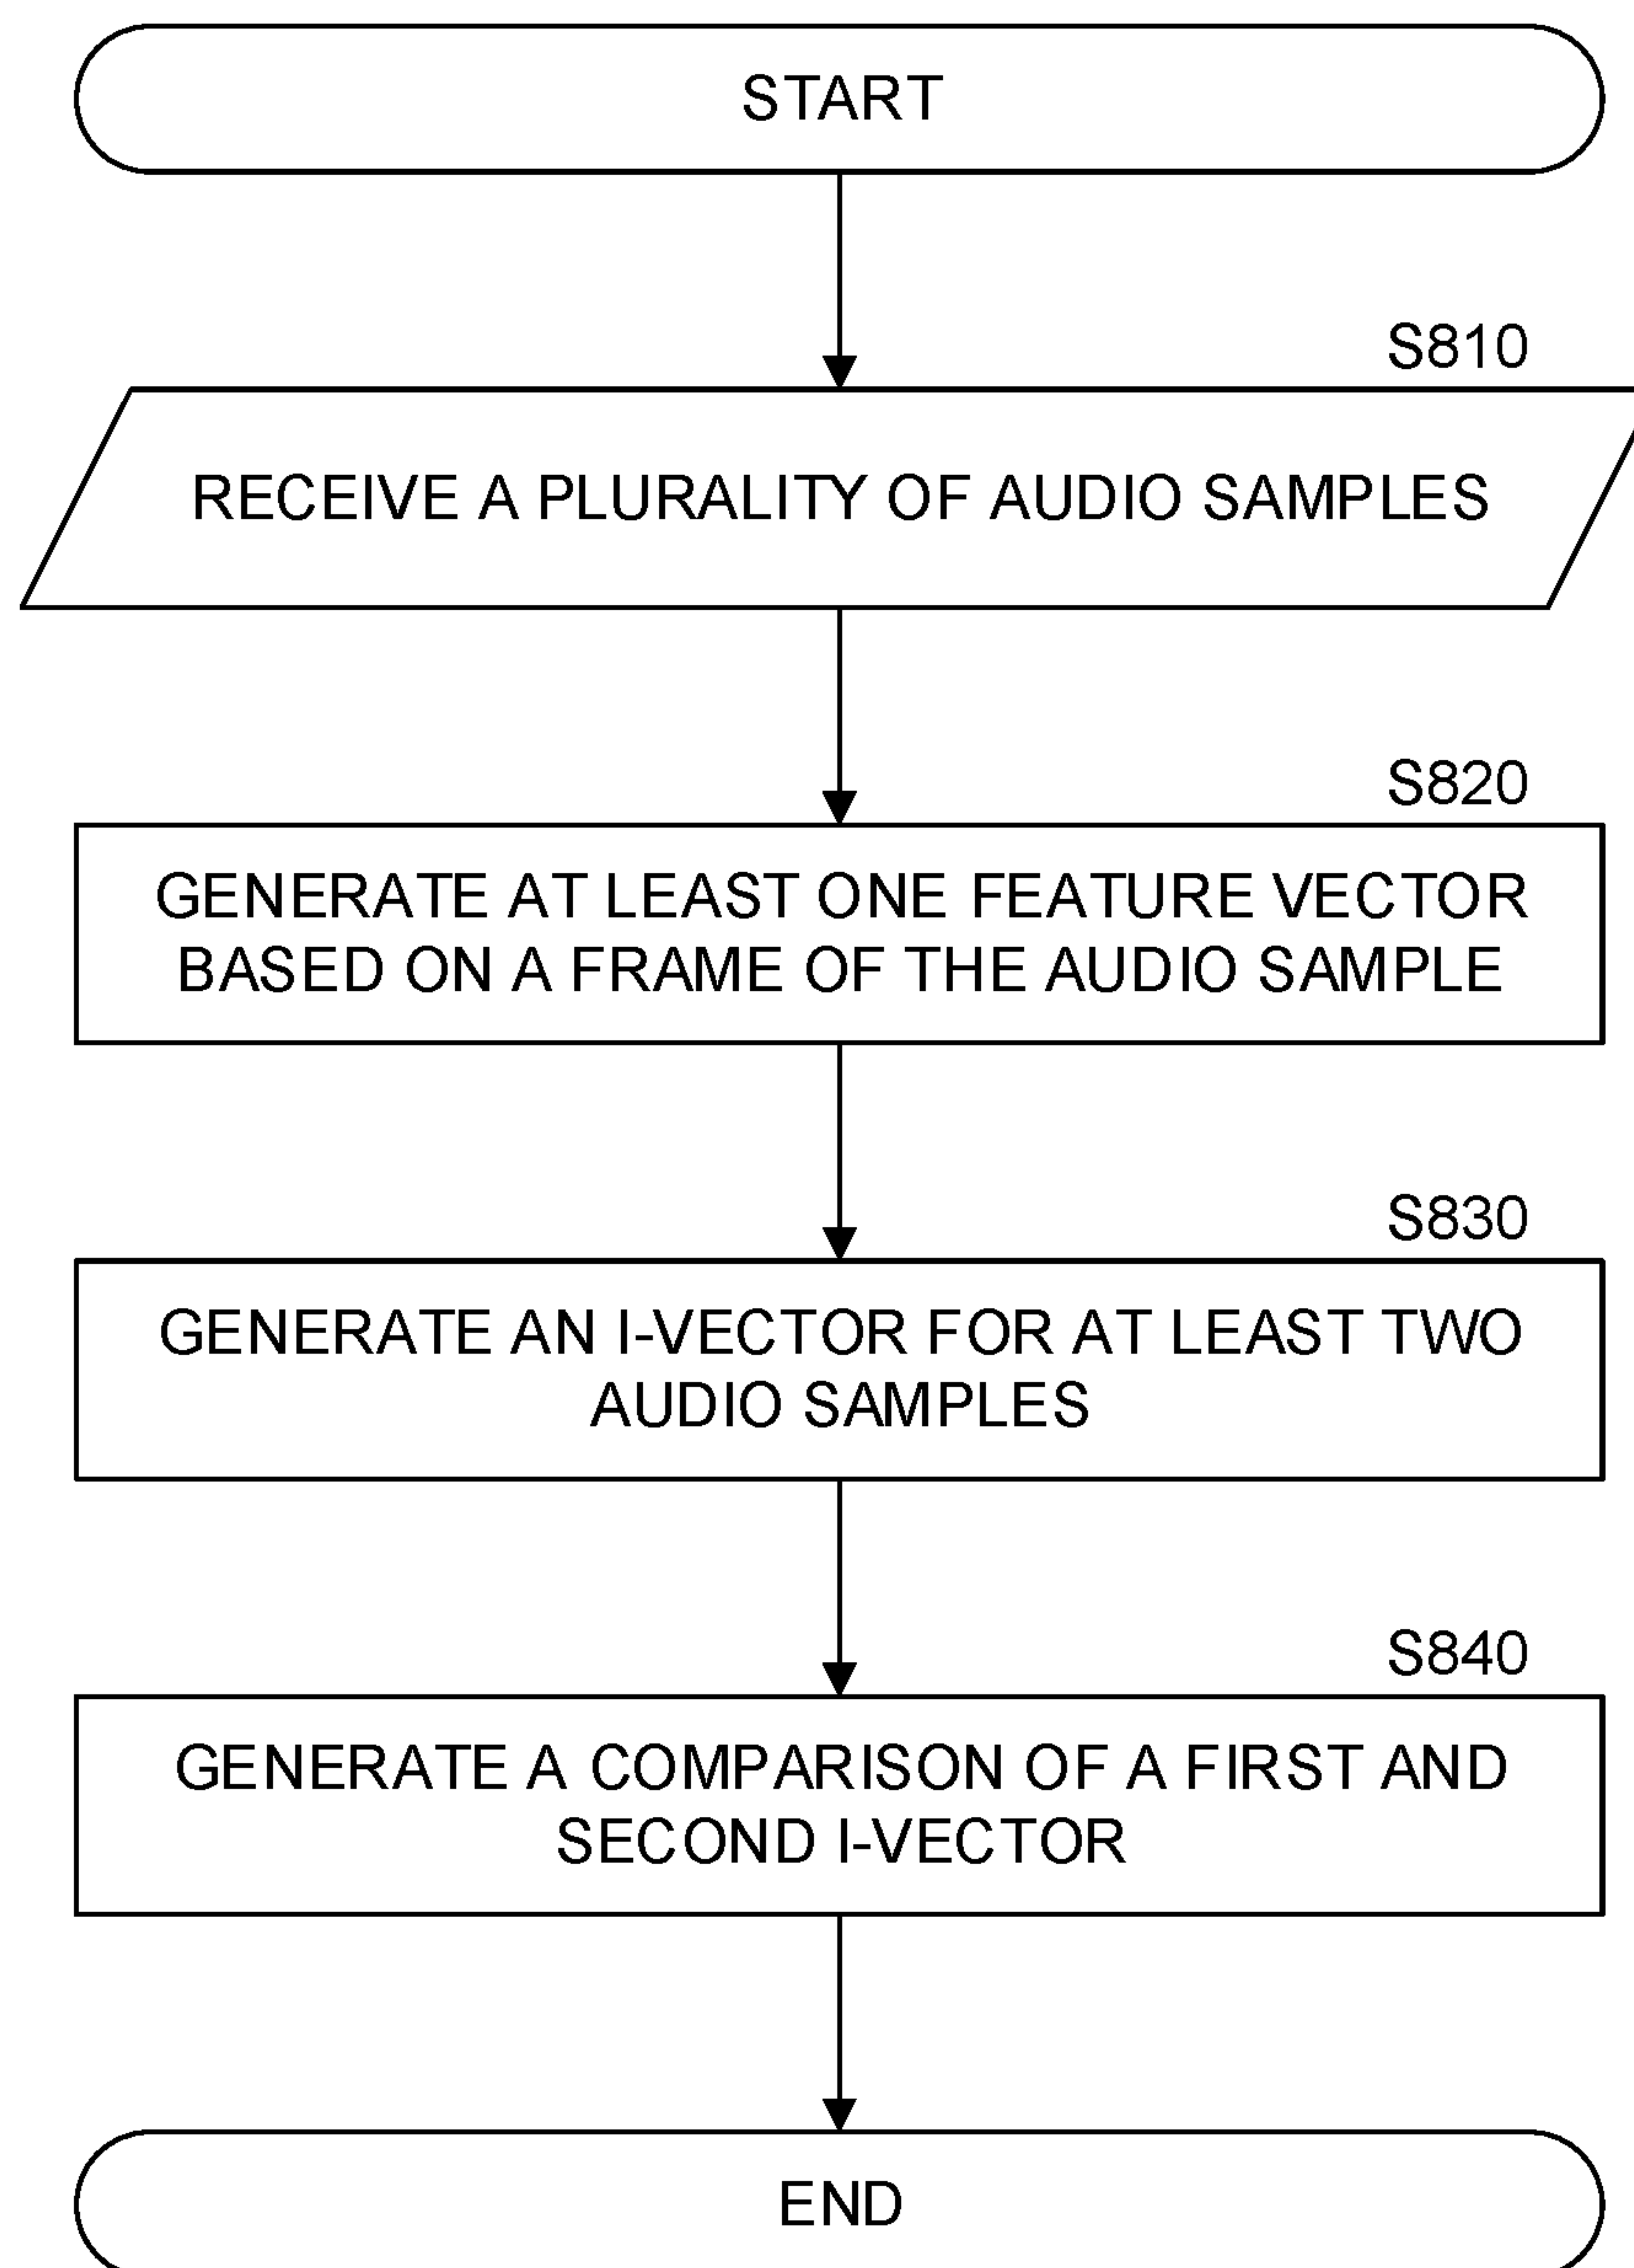 START
S810
RECEIVE A PLURALITY OF AUDIO SAMPLES
S820
GENERATE AT LEAST ONE FEATURE VECTOR
BASED ON A FRAME OF THE AUDIO SAMPLE
S830
GENERATE AN I-VECTOR FOR AT LEAST TWO
AUDIO SAMPLES
S840
GENERATE A COMPARISON OF A FIRST AND
SECOND I-VECTOR
END